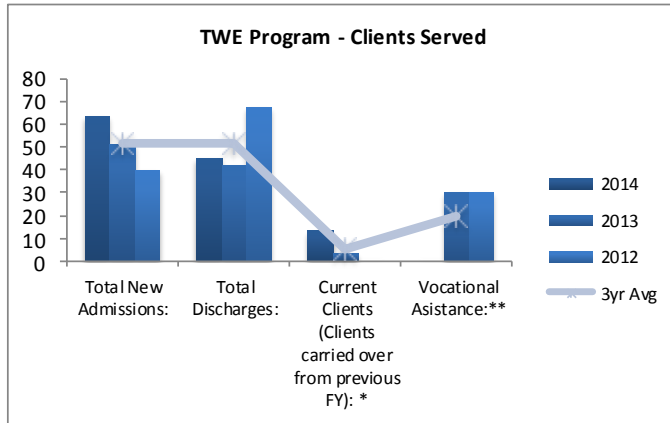 TWE Program - Clients Served
80
70
60
50
40
30
20
10
0
Total New
Admissions:
Total
Discharges:
Current
Clients
(Clients
carried over
from previous
FY): *
Vocational
Asistance:**
2014
2013
2012
3yr Avg